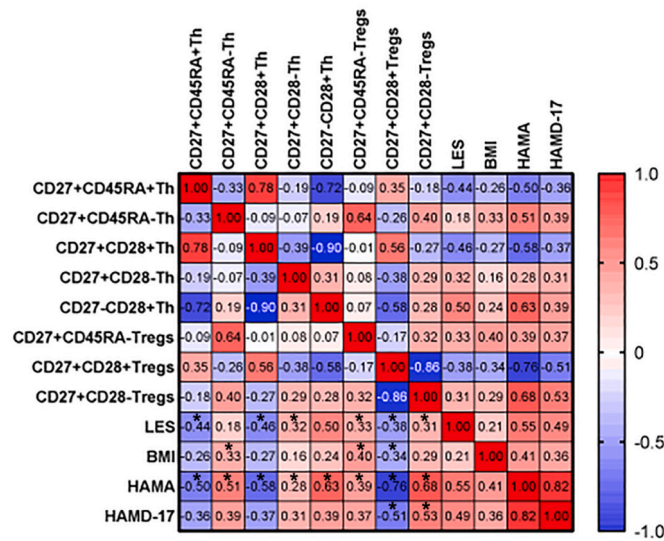 CD27+CD45RA+Th
CD27+CD45RA-Th
CD27+CD28+Th
CD27+CD28-Th
CD27-CD28+Th
CD27+CD45RA-Tregs
CD27+CD28+Tregs
CD27+CD28-Tregs
LES
BMI
HAMA
HAMD-17
CD27+CD45RA+Th 1.00 -0.33 0.78 -0.19 -0.72 -0.09 0.35 -0.18 -0.44 -0.26 -0.50 -0.36
CD27+CD45RA-Th -0.33 1.00 -0.09 -0.07 0.19 0.64 -0.26 0.40 0.18 0.33 0.51 0.39
CD27+CD28+Th 0.78 -0.09 1.00 -0.39 -0.90 -0.01 0.56 -0.27 -0.46 -0.27 -0.58 -0.37
CD27+CD28-Th -0.19 -0.07 -0.39 1.00 0.31 0.08 -0.38 0.29 0.32 0.16 0.28 0.31
CD27-CD28+Th -0.72 0.19 -0.90 0.31 1.00 0.07 -0.58 0.28 0.50 0.24 0.63 0.39
CD27+CD45RA-Tregs -0.09 0.64 -0.01 0.08 0.07 1.00 -0.17 0.32 0.33 0.40 0.39 0.37
CD27+CD28+Tregs 0.35 -0.26 0.56 -0.38 -0.58 -0.17 1.00 -0.86 -0.38 -0.34 -0.76 -0.51
CD27+CD28-Tregs -0.18 0.40 -0.27 0.29 0.28 0.32 -0.86 1.00 0.31 0.29 0.68 0.53
LES -0.44* 0.18 -0.46* 0.32* 0.50 0.33* -0.38* 0.31* 1.00 0.21 0.55 0.49
BMI -0.26 0.33* -0.27 0.16 0.24 0.40* -0.34* 0.29 0.21 1.00 0.41 0.36
HAMA -0.50* 0.51* -0.58* 0.28* 0.63* 0.39* -0.76* 0.68* 0.55 0.41 1.00 0.82
HAMD-17 -0.36 0.39 -0.37 0.31 0.39 0.37 -0.51* 0.53* 0.49 0.36 0.82 1.00
1.0
0.5
0
-0.5
-1.0